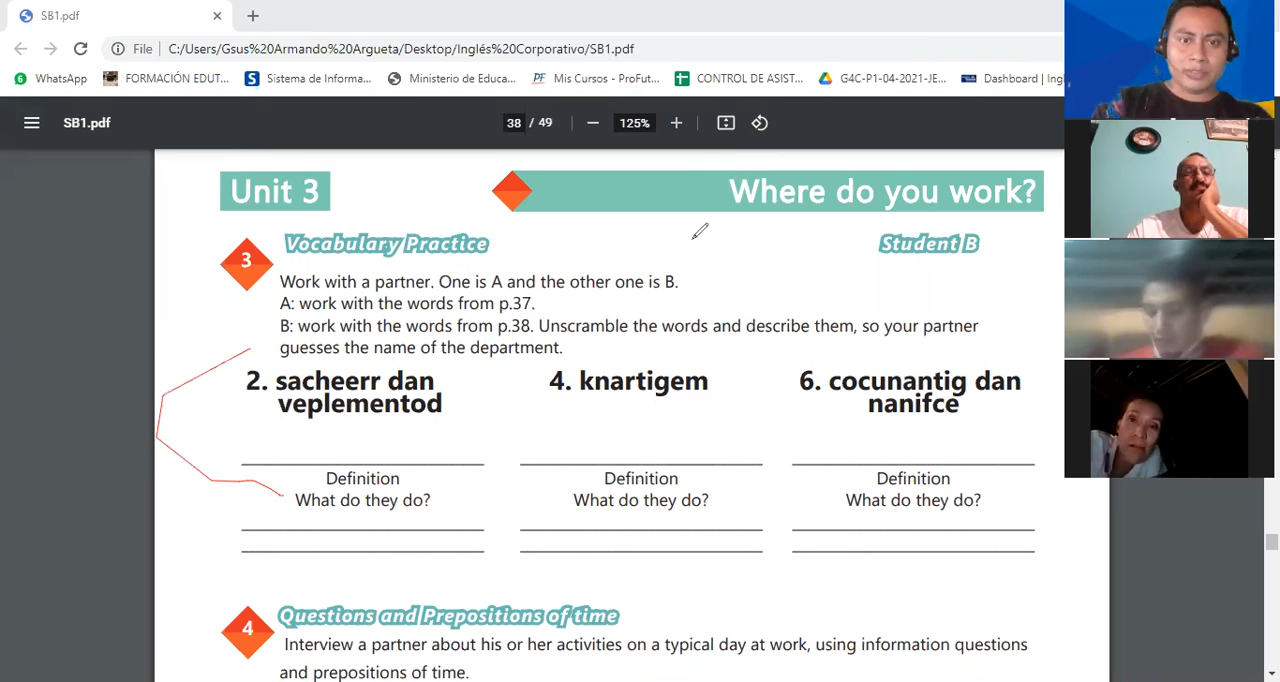 SB1.pdf
File C:/Users/Gsus%20Armando%20Argueta/Desktop/Inglés%20Corporativo/SB1.pdf
WhatsApp FORMACIÓN EDUT... Sistema de Informa... Ministerio de Educa... Mis Cursos - ProFut... CONTROL DE ASIST... G4C-P1-04-2021-JE... Dashboard | Ingl
SB1.pdf 38 / 49 125%
Unit 3 Where do you work?
3 Vocabulary Practice Student B
Work with a partner. One is A and the other one is B.
A: work with the words from p.37.
B: work with the words from p.38. Unscramble the words and describe them, so your partner
guesses the name of the department.
2. sacheerr dan 4. knartigem 6. cocunantig dan
veplementod nanifce
Definition Definition Definition
What do they do? What do they do? What do they do?
4 Questions and Prepositions of time
Interview a partner about his or her activities on a typical day at work, using information questions
and prepositions of time.